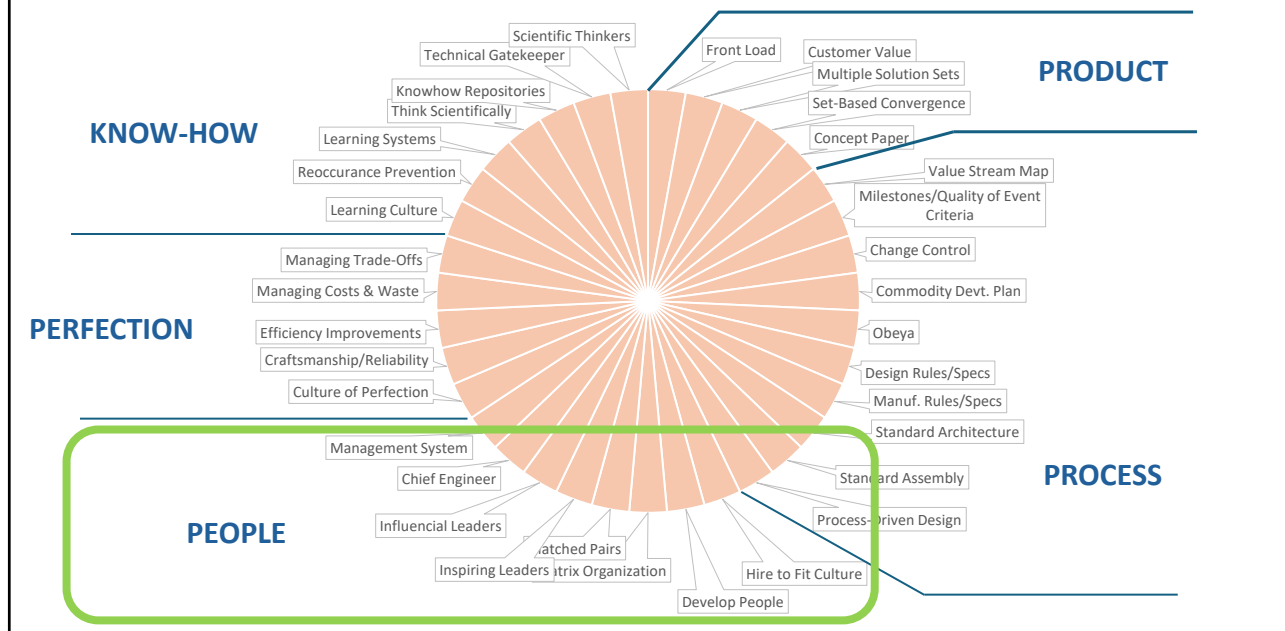 Scientific Thinkers
Technical Gatekeeper
Knowhow Repositories
Think Scientifically
Learning Systems
Reoccurance Prevention
Learning Culture
KNOW-HOW
Front Load
Customer Value
Multiple Solution Sets
Set-Based Convergence
Concept Paper
PRODUCT
Value Stream Map
Milestones/Quality of Event
Criteria
Change Control
Commodity Devt. Plan
Obeya
Design Rules/Specs
Manuf. Rules/Specs
Standard Architecture
Standard Assembly
Process-Driven Design
PROCESS
Managing Trade-Offs
Managing Costs & Waste
Efficiency Improvements
Craftsmanship/Reliability
Culture of Perfection
PERFECTION
Management System
Chief Engineer
Influential Leaders
Inspiring Leaders
Pairs
Organization
Develop People
Hire to Fit Culture
PEOPLE